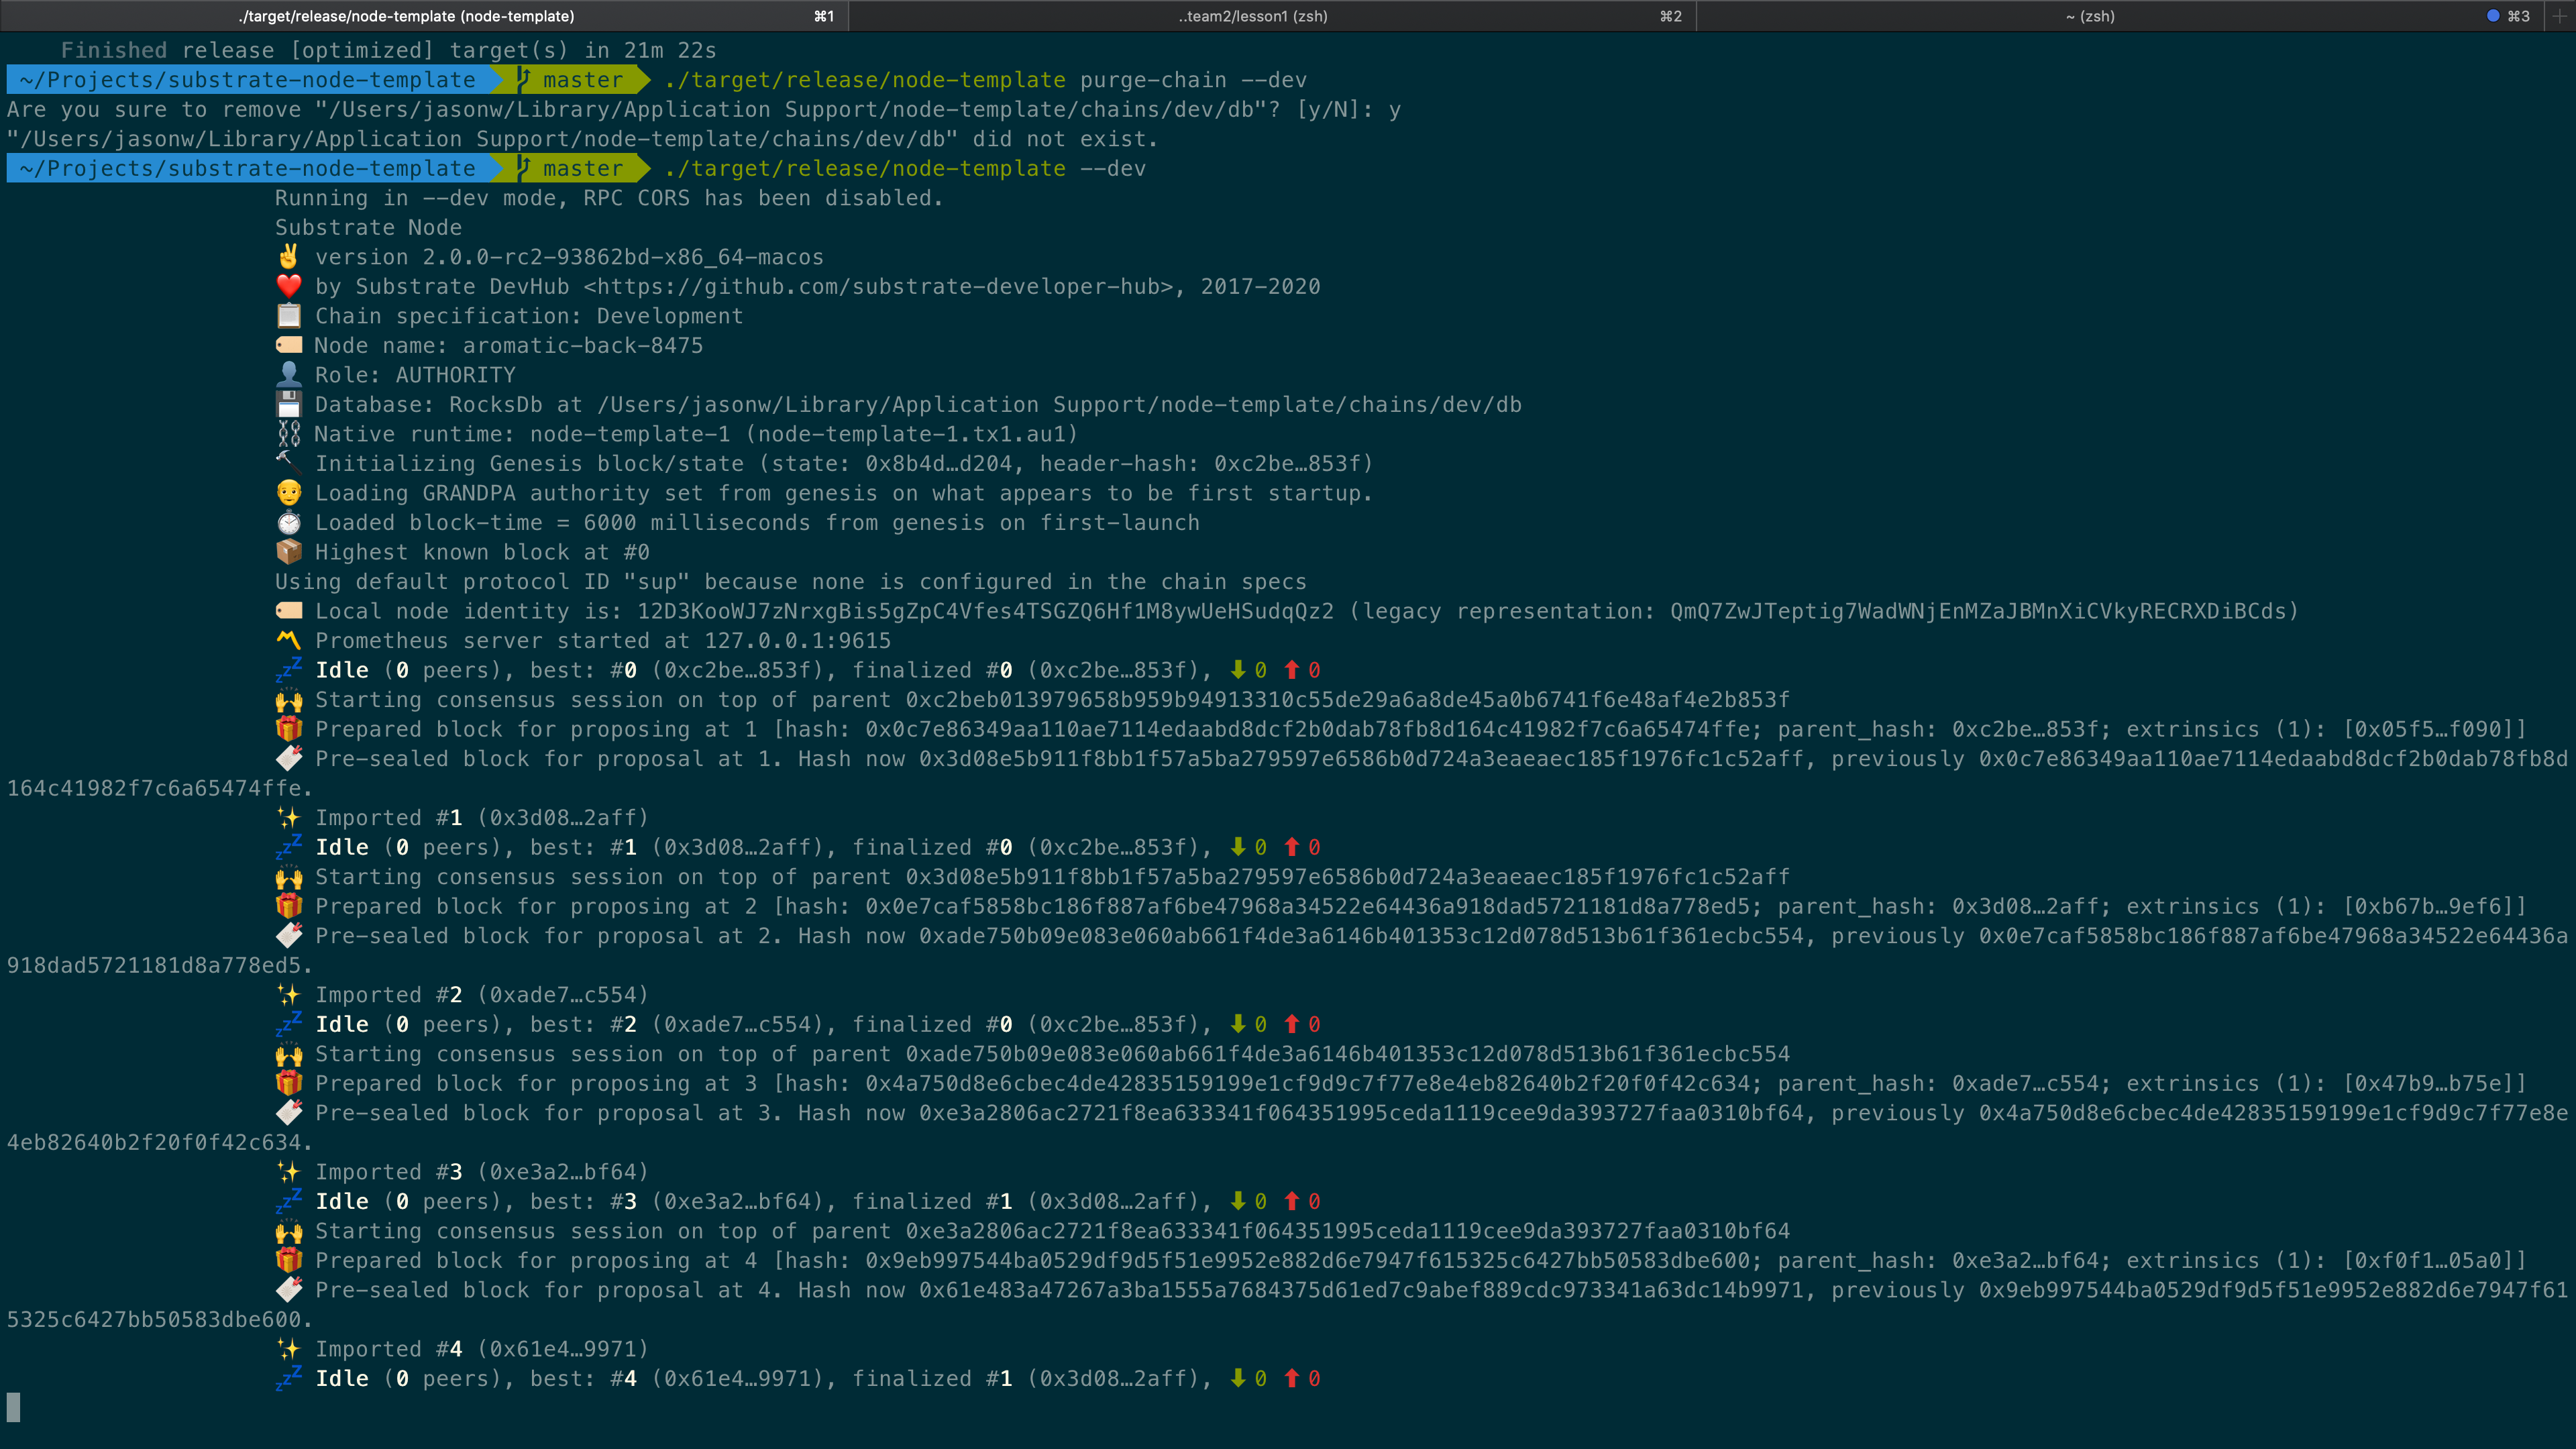 ./target/release/node-template (node-template) ⌘1 ..team2/lesson1 (zsh) ⌘2 ~ (zsh) ⌘3
Finished release [optimized] target(s) in 21m 22s
~/Projects/substrate-node-template master ./target/release/node-template purge-chain --dev
Are you sure to remove "/Users/jasonw/Library/Application Support/node-template/chains/dev/db"? [y/N]: y
"/Users/jasonw/Library/Application Support/node-template/chains/dev/db" did not exist.
~/Projects/substrate-node-template master ./target/release/node-template --dev
Running in --dev mode, RPC CORS has been disabled.
Substrate Node
✌️ version 2.0.0-rc2-93862bd-x86_64-macos
❤️ by Substrate DevHub <https://github.com/substrate-developer-hub>, 2017-2020
📋 Chain specification: Development
🏷 Node name: aromatic-back-8475
👤 Role: AUTHORITY
💾 Database: RocksDb at /Users/jasonw/Library/Application Support/node-template/chains/dev/db
⛓ Native runtime: node-template-1 (node-template-1.tx1.au1)
🔨 Initializing Genesis block/state (state: 0x8b4d…d204, header-hash: 0xc2be…853f)
👴 Loading GRANDPA authority set from genesis on what appears to be first startup.
⏱ Loaded block-time = 6000 milliseconds from genesis on first-launch
📦 Highest known block at #0
Using default protocol ID "sup" because none is configured in the chain specs
🏷 Local node identity is: 12D3KooWJ7zNrxgBis5gZpC4Vfes4TSGZQ6Hf1M8ywUeHSudqQz2 (legacy representation: QmQ7ZwJTeptig7WadWNjEnMZaJBMnXiCVkyRECRXDiBCds)
〽️ Prometheus server started at 127.0.0.1:9615
💤 Idle (0 peers), best: #0 (0xc2be…853f), finalized #0 (0xc2be…853f), ⬇ 0 ⬆ 0
🙌 Starting consensus session on top of parent 0xc2beb013979658b959b94913310c55de29a6a8de45a0b6741f6e48af4e2b853f
🎁 Prepared block for proposing at 1 [hash: 0x0c7e86349aa110ae7114edaabd8dcf2b0dab78fb8d164c41982f7c6a65474ffe; parent_hash: 0xc2be…853f; extrinsics (1): [0x05f5…f090]]
🔖 Pre-sealed block for proposal at 1. Hash now 0x3d08e5b911f8bb1f57a5ba279597e6586b0d724a3eaeaec185f1976fc1c52aff, previously 0x0c7e86349aa110ae7114edaabd8dcf2b0dab78fb8d
164c41982f7c6a65474ffe.
✨ Imported #1 (0x3d08…2aff)
💤 Idle (0 peers), best: #1 (0x3d08…2aff), finalized #0 (0xc2be…853f), ⬇ 0 ⬆ 0
🙌 Starting consensus session on top of parent 0x3d08e5b911f8bb1f57a5ba279597e6586b0d724a3eaeaec185f1976fc1c52aff
🎁 Prepared block for proposing at 2 [hash: 0x0e7caf5858bc186f887af6be47968a34522e64436a918dad5721181d8a778ed5; parent_hash: 0x3d08…2aff; extrinsics (1): [0xb67b…9ef6]]
🔖 Pre-sealed block for proposal at 2. Hash now 0xade750b09e083e060ab661f4de3a6146b401353c12d078d513b61f361ecbc554, previously 0x0e7caf5858bc186f887af6be47968a34522e64436a
918dad5721181d8a778ed5.
✨ Imported #2 (0xade7…c554)
💤 Idle (0 peers), best: #2 (0xade7…c554), finalized #0 (0xc2be…853f), ⬇ 0 ⬆ 0
🙌 Starting consensus session on top of parent 0xade750b09e083e060ab661f4de3a6146b401353c12d078d513b61f361ecbc554
🎁 Prepared block for proposing at 3 [hash: 0x4a750d8e6cbec4de42835159199e1cf9d9c7f77e8e4eb82640b2f20f0f42c634; parent_hash: 0xade7…c554; extrinsics (1): [0x47b9…b75e]]
🔖 Pre-sealed block for proposal at 3. Hash now 0xe3a2806ac2721f8ea633341f064351995ceda1119cee9da393727faa0310bf64, previously 0x4a750d8e6cbec4de42835159199e1cf9d9c7f77e8e
4eb82640b2f20f0f42c634.
✨ Imported #3 (0xe3a2…bf64)
💤 Idle (0 peers), best: #3 (0xe3a2…bf64), finalized #1 (0x3d08…2aff), ⬇ 0 ⬆ 0
🙌 Starting consensus session on top of parent 0xe3a2806ac2721f8ea633341f064351995ceda1119cee9da393727faa0310bf64
🎁 Prepared block for proposing at 4 [hash: 0x9eb997544ba0529df9d5f51e9952e882d6e7947f615325c6427bb50583dbe600; parent_hash: 0xe3a2…bf64; extrinsics (1): [0xf0f1…05a0]]
🔖 Pre-sealed block for proposal at 4. Hash now 0x61e483a47267a3ba1555a7684375d61ed7c9abef889cdc973341a63dc14b9971, previously 0x9eb997544ba0529df9d5f51e9952e882d6e7947f61
5325c6427bb50583dbe600.
✨ Imported #4 (0x61e4…9971)
💤 Idle (0 peers), best: #4 (0x61e4…9971), finalized #1 (0x3d08…2aff), ⬇ 0 ⬆ 0